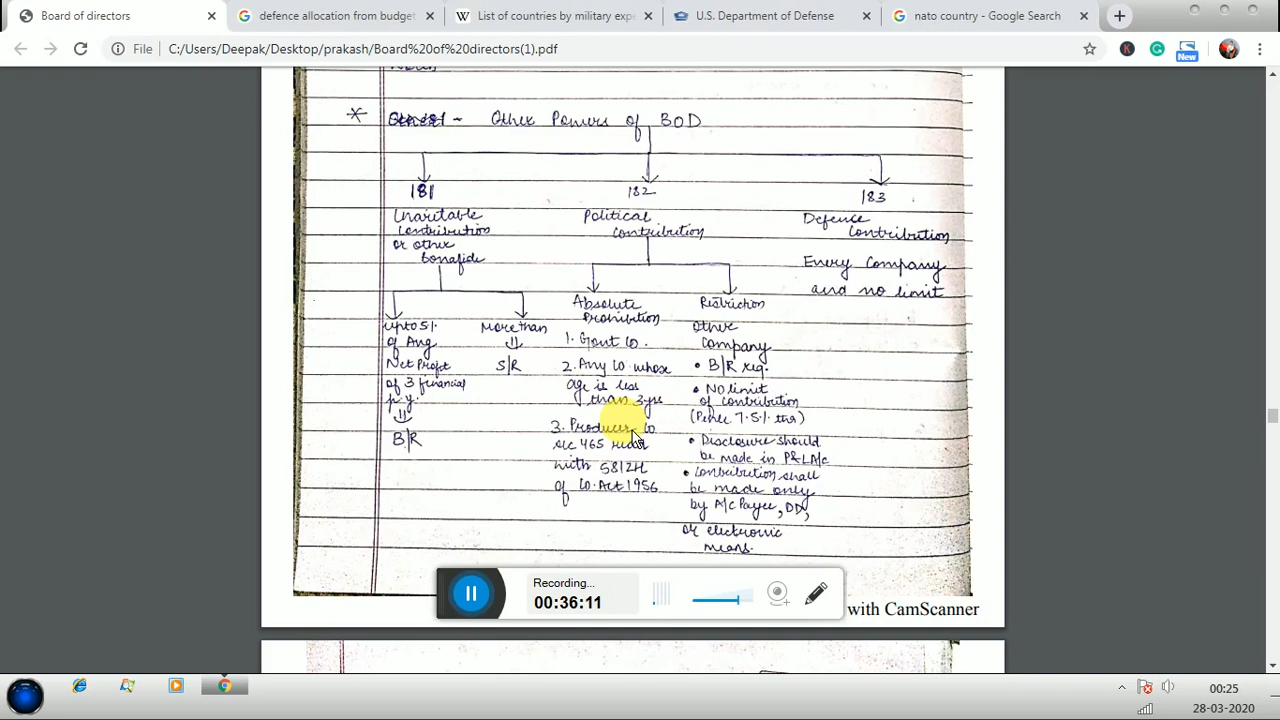 Board of directors
defence allocation from budget
List of countries by military exp
U.S. Department of Defense
nato country - Google Search
File
C:/Users/Deepak/Desktop/prakash/Board%20of%20directors(1).pdf
New
* - Other Powers of BOD
181
182
183
Charitable
contribution
or other
bonafide
Political
contribution
Defence
contribution
Every Company
and no limit
upto 5%
of Avg
Net Profit
of 3 financial
p.y.
B/R
More than
S/R
Absolute
Prohibition
1. Govt Co.
2. Any Co whose
age is less
than 3 yrs
3. Producer Co
sec 465 read
with 581ZH
of Co. Act 1956
Restriction
other
company
• B/R req.
• No limit
of contribution
7.5%
• Disclosure should
be made in P&L A/c
• Contribution shall
be made only
by A/c Payee, DD,
or electronic
means.
Recording...
00:36:11
with CamScanner
00:25
28-03-2020